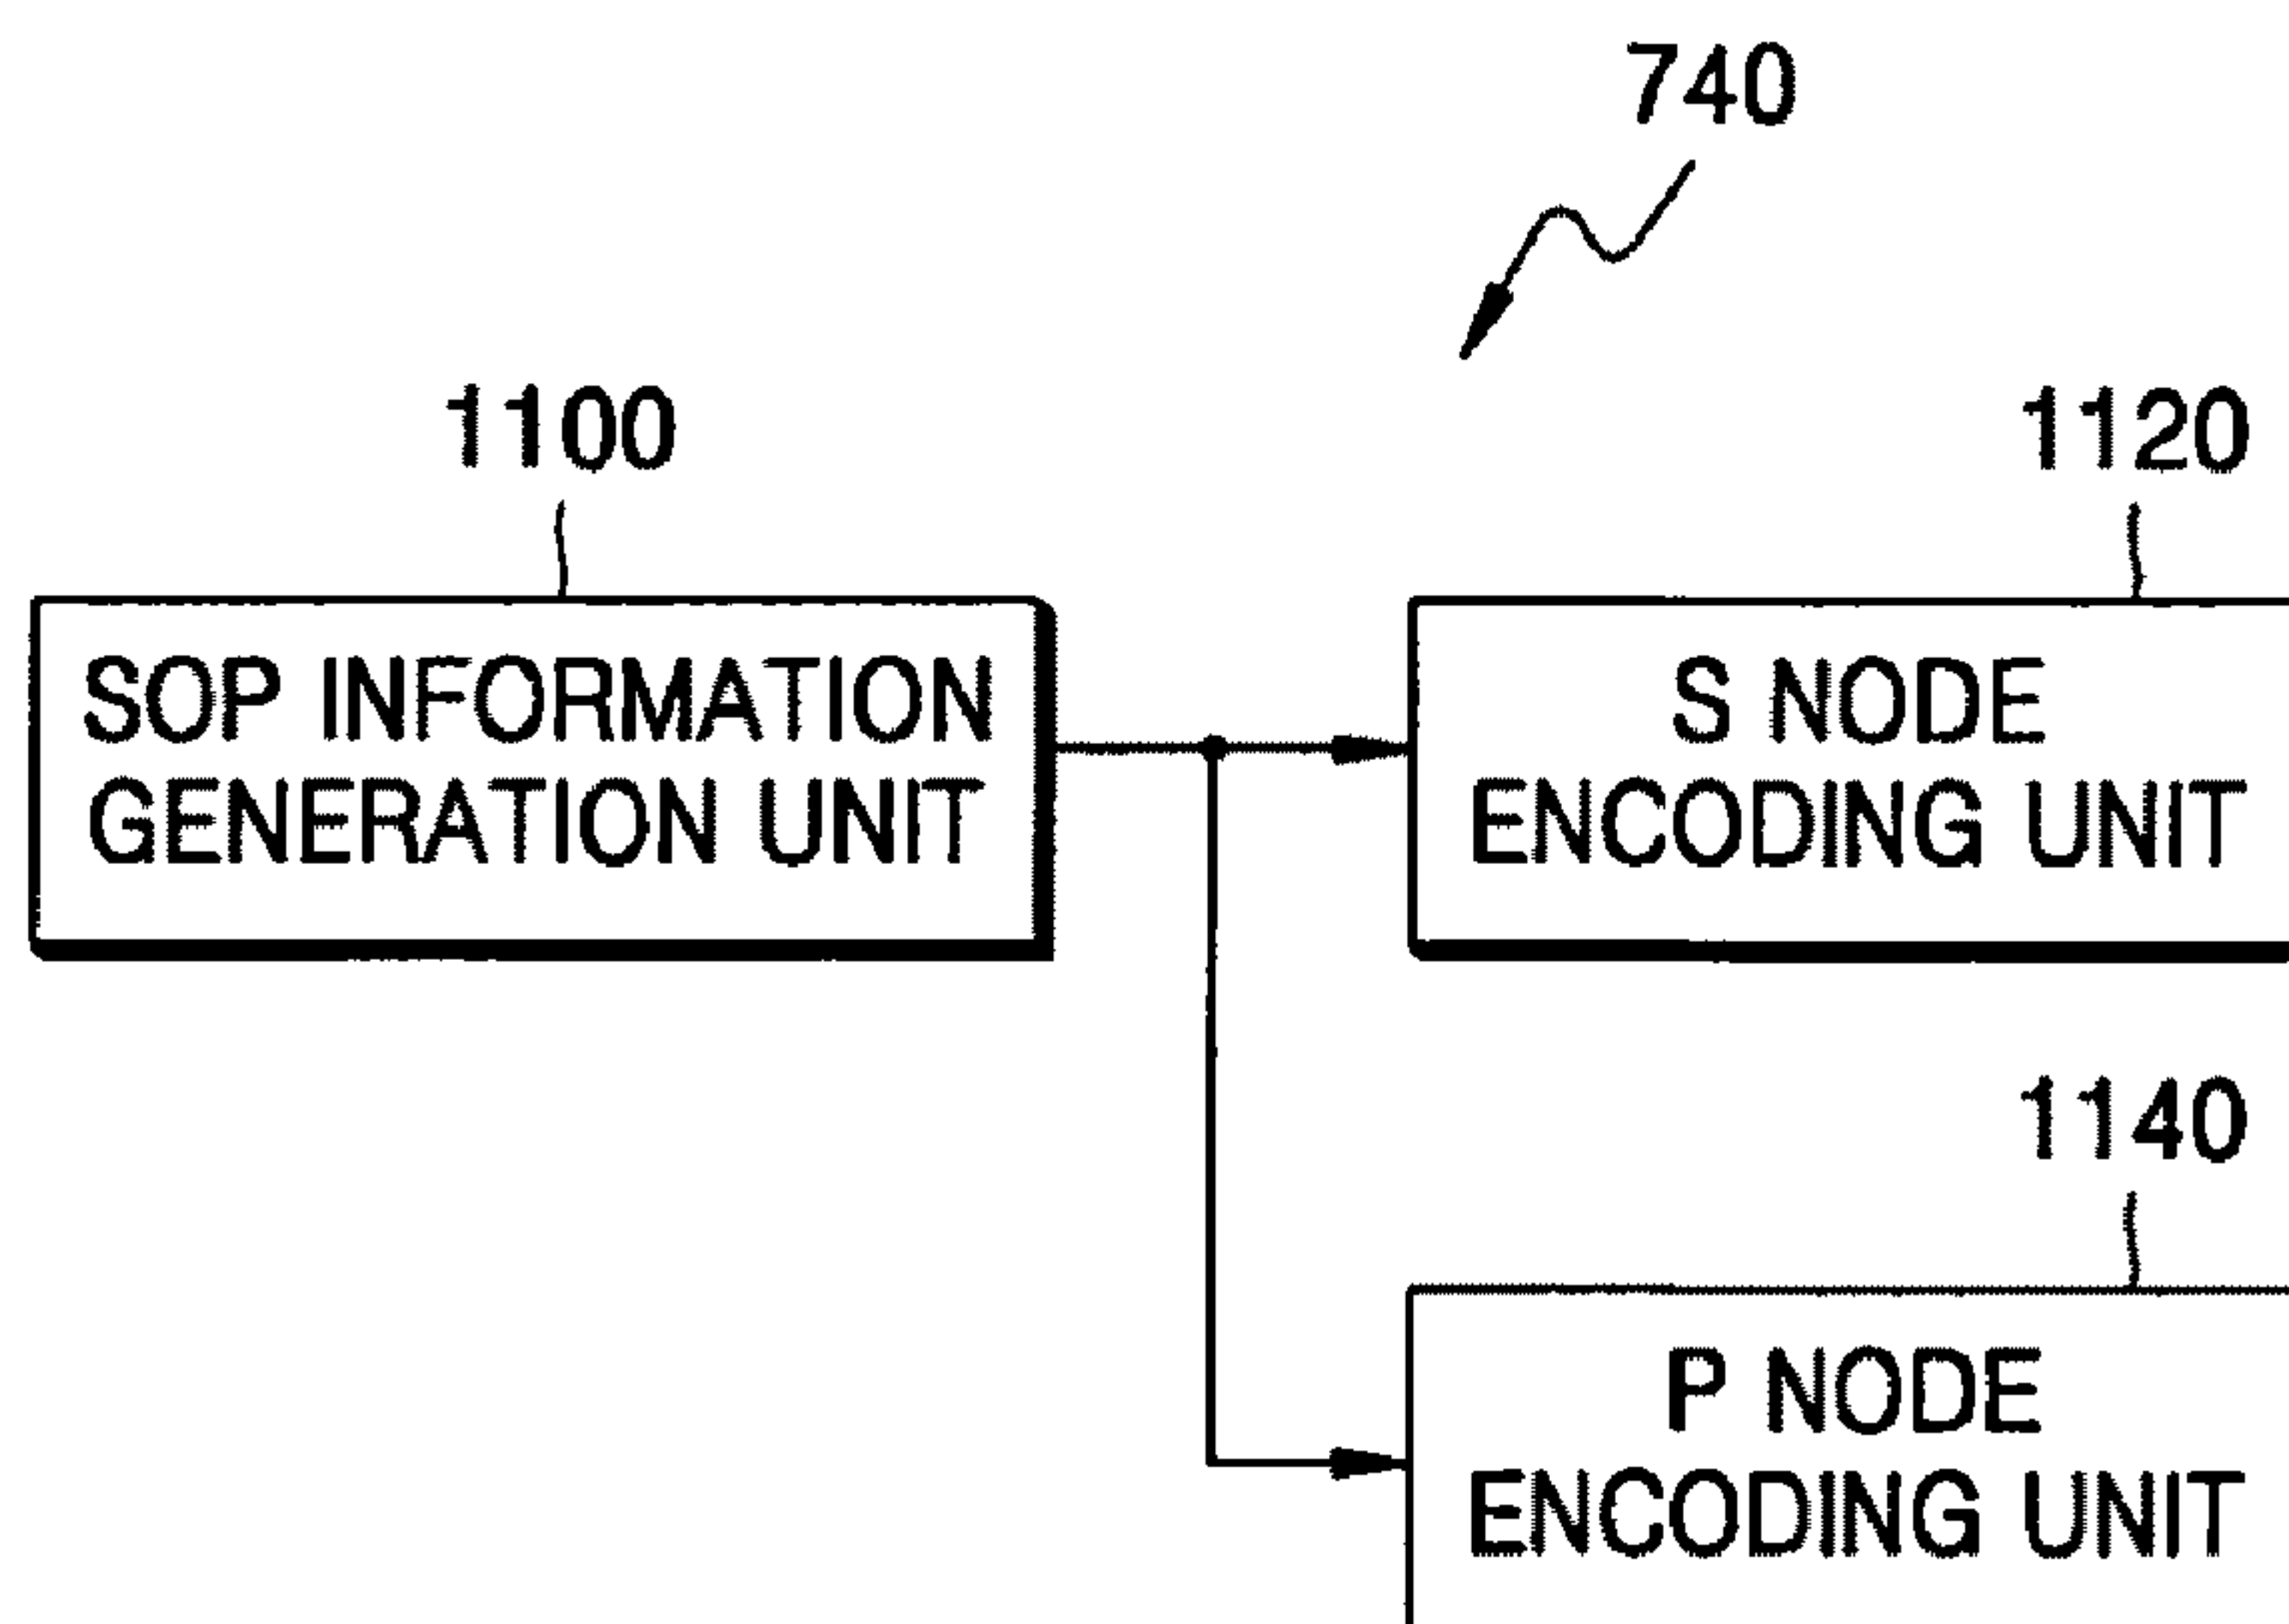 740
1100
1120
SOP INFORMATION
GENERATION UNIT
S NODE
ENCODING UNIT
1140
P NODE
ENCODING UNIT